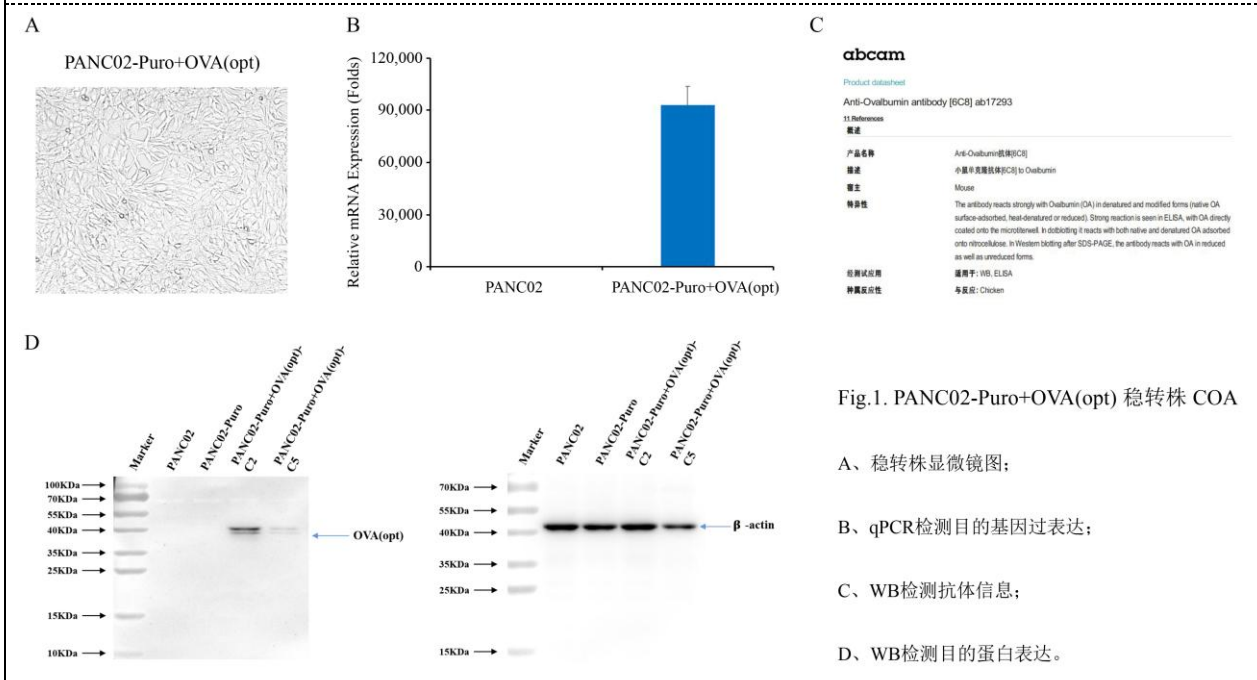 A
PANC02-Puro+OVA(opt)
B
Relative mRNA Expression (Folds)
120,000
90,000
60,000
30,000
0
PANC02
PANC02-Puro+OVA(opt)
C
abcam
Product datasheet
Anti-Ovalbumin antibody [6C8] ab17293
11.References
概述
产品名称 Anti-Ovalbumin抗体[6C8]
描述 小鼠单克隆抗体[6C8] to Ovalbumin
宿主 Mouse
特异性 The antibody reacts strongly with Ovalbumin (OA) in denatured and modified forms (native OA
surface-adsorbed, heat-denatured or reduced). Strong reaction is seen in ELISA, with OA directly
coated onto the microtiterwell. In dotblotting it reacts with both native and denatured OA adsorbed
onto nitrocellulose. In Western blotting after SDS-PAGE, the antibody reacts with OA in reduced
as well as unreduced forms.
经测试应用 适用于: WB, ELISA
种属反应性 与反应: Chicken
D
Marker
PANC02
PANC02-Puro
PANC02-Puro+OVA(opt)-
C2
PANC02-Puro+OVA(opt)-
C5
100KDa
70KDa
55KDa
40KDa
35KDa
25KDa
15KDa
10KDa
OVA(opt)
Marker
PANC02
PANC02-Puro
PANC02-Puro+OVA(opt)-
C2
PANC02-Puro+OVA(opt)-
C5
70KDa
55KDa
40KDa
35KDa
25KDa
15KDa
β -actin
Fig.1. PANC02-Puro+OVA(opt) 稳转株 COA
A、稳转株显微镜图;
B、qPCR检测目的基因过表达;
C、WB检测抗体信息;
D、WB检测目的蛋白表达。